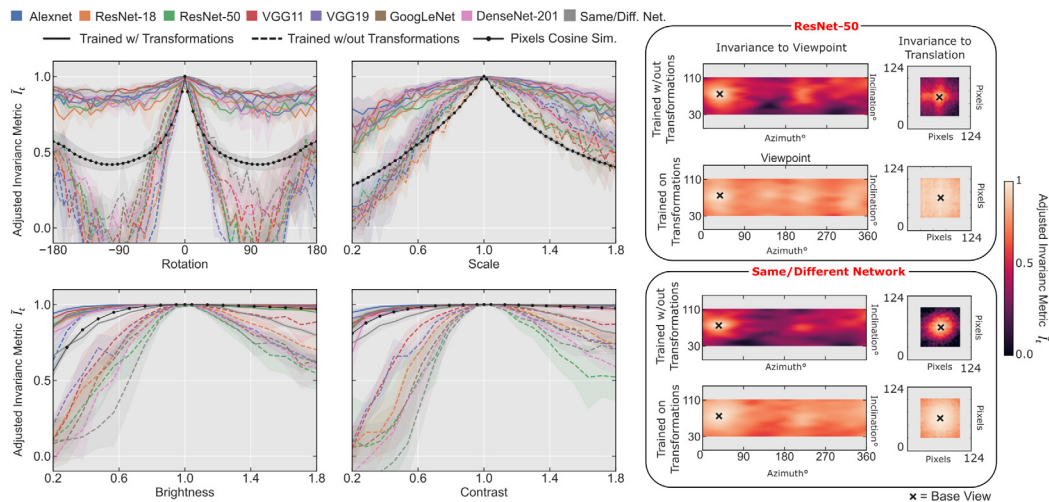 Alexnet ResNet-18 ResNet-50 VGG11 VGG19 GoogLeNet DenseNet-201 Same/Diff. Net.
Trained w/ Transformations Trained w/out Transformations Pixels Cosine Sim.
Adjusted Invarianc Metric Ĩₜ
1.0
0.5
0.0
−180 −90 0 90 180
Rotation
0.2 0.6 1.0 1.4 1.8
Scale
Adjusted Invarianc Metric Ĩₜ
1.0
0.5
0.0
0.2 0.6 1.0 1.4 1.8
Brightness
0.2 0.6 1.0 1.4 1.8
Contrast
ResNet-50
Invariance to Viewpoint
Invariance to
Translation
Trained w/out
Transformations
110
30
Inclination°
Azimuth°
124
0
Pixels
Pixels
124
Viewpoint
Trained on
Transformations
110
30
Inclination°
0 90 180 270 360
Azimuth°
124
0
Pixels
Pixels
124
Same/Different Network
Trained w/out
Transformations
110
30
Inclination°
Azimuth°
124
0
Pixels
Pixels
124
Trained on
Transformations
110
30
Inclination°
0 90 180 270 360
Azimuth°
124
0
Pixels
Pixels
124
1
0.5
0.0
Adjusted Invarianc Metric Ĩₜ
× = Base View